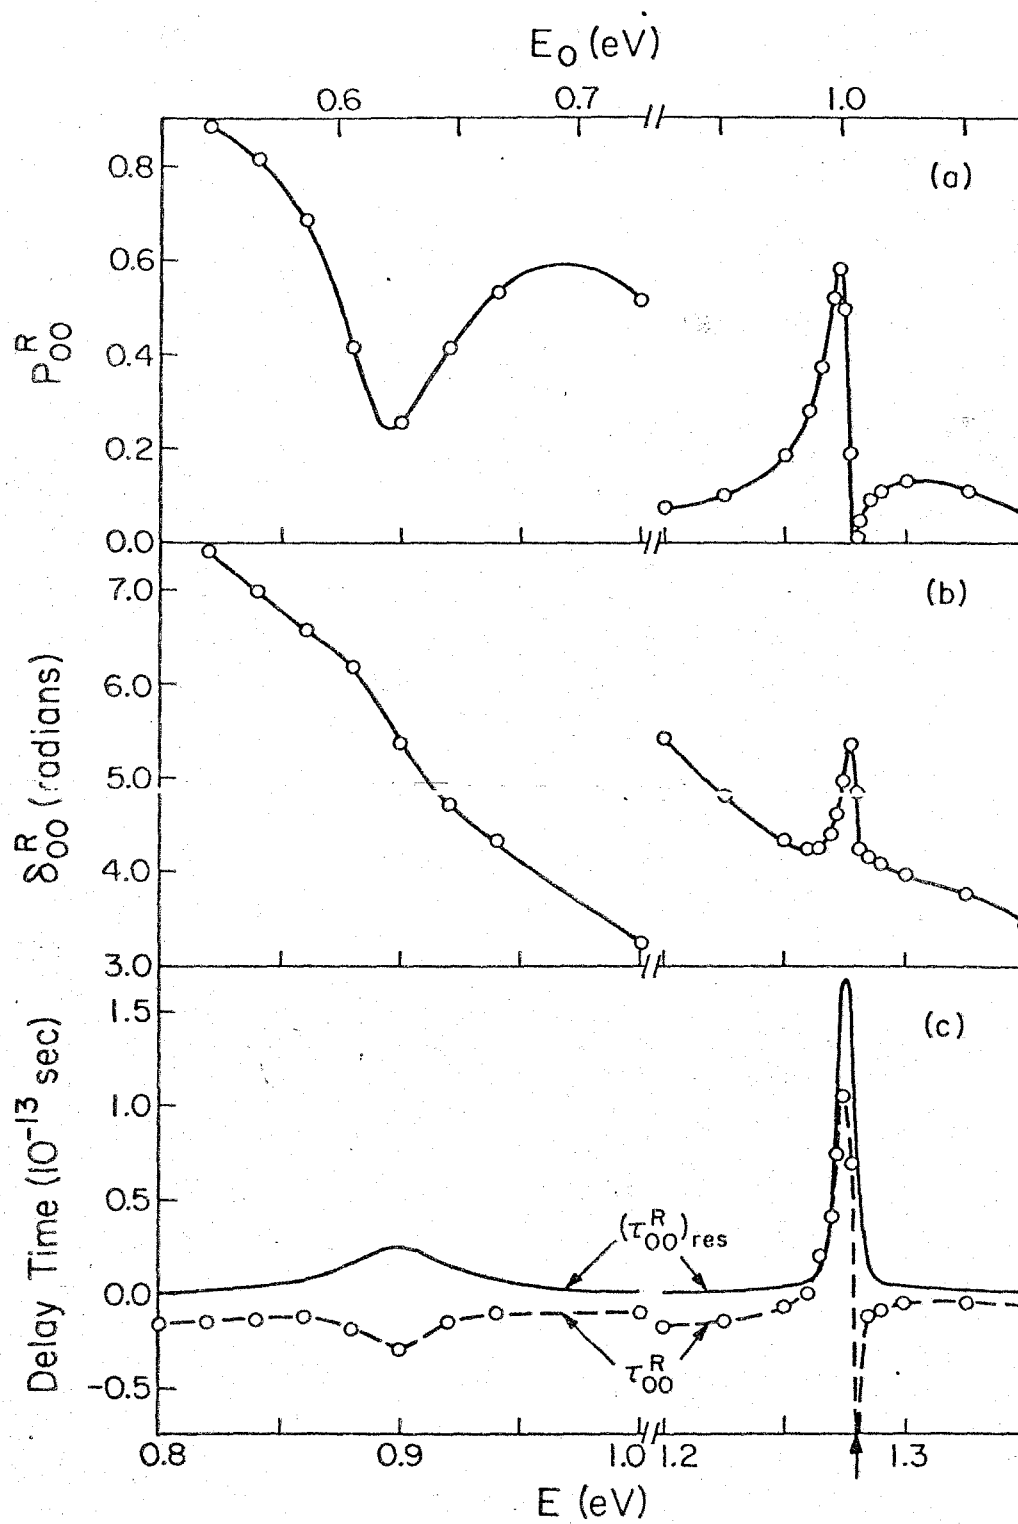 E₀ (eV)
0.6 0.7 1.0
(a)
0.8
0.6
0.4
0.2
0.0
P₀₀ᴿ
(b)
7.0
6.0
5.0
4.0
3.0
δ₀₀ᴿ (radians)
(c)
1.5
1.0
0.5
0.0
-0.5
Delay Time (10⁻¹³ sec)
(τ₀₀ᴿ)res
τ₀₀ᴿ
0.8 0.9 1.0 1.2 1.3
E (eV)